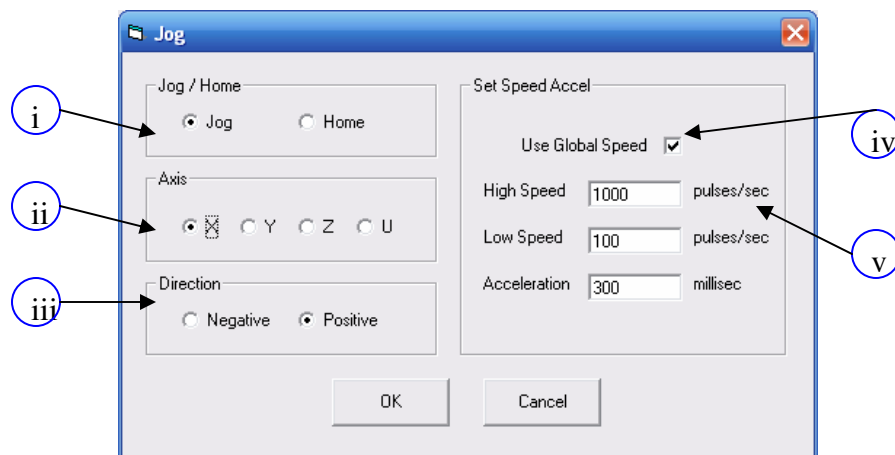 Jog
Jog / Home
Jog Home
Axis
X Y Z U
Direction
Negative Positive
Set Speed Accel
Use Global Speed
High Speed 1000 pulses/sec
Low Speed 100 pulses/sec
Acceleration 300 millisec
OK Cancel
i
ii
iii
iv
v